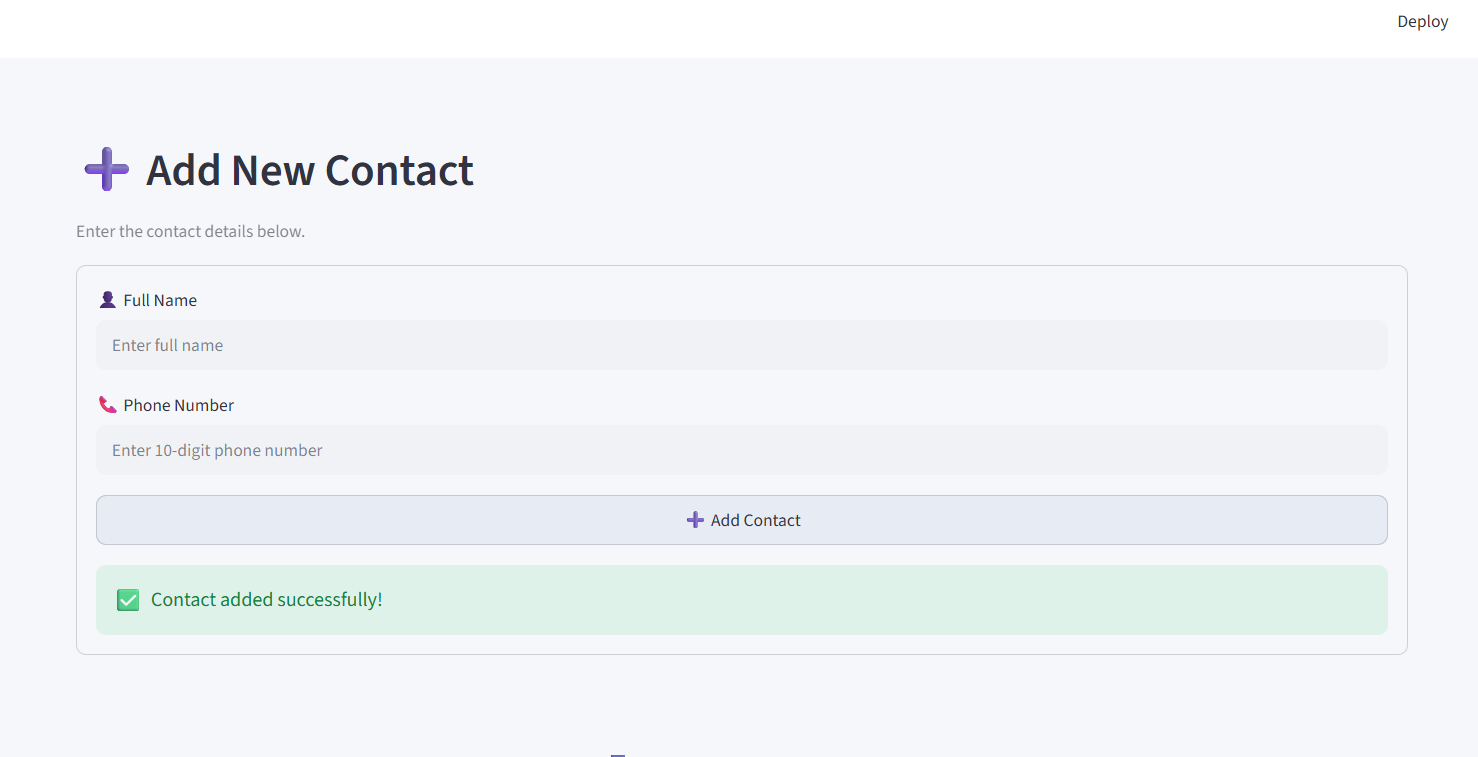 Deploy
Add New Contact
Enter the contact details below.
Full Name
Enter full name
Phone Number
Enter 10-digit phone number
Add Contact
Contact added successfully!